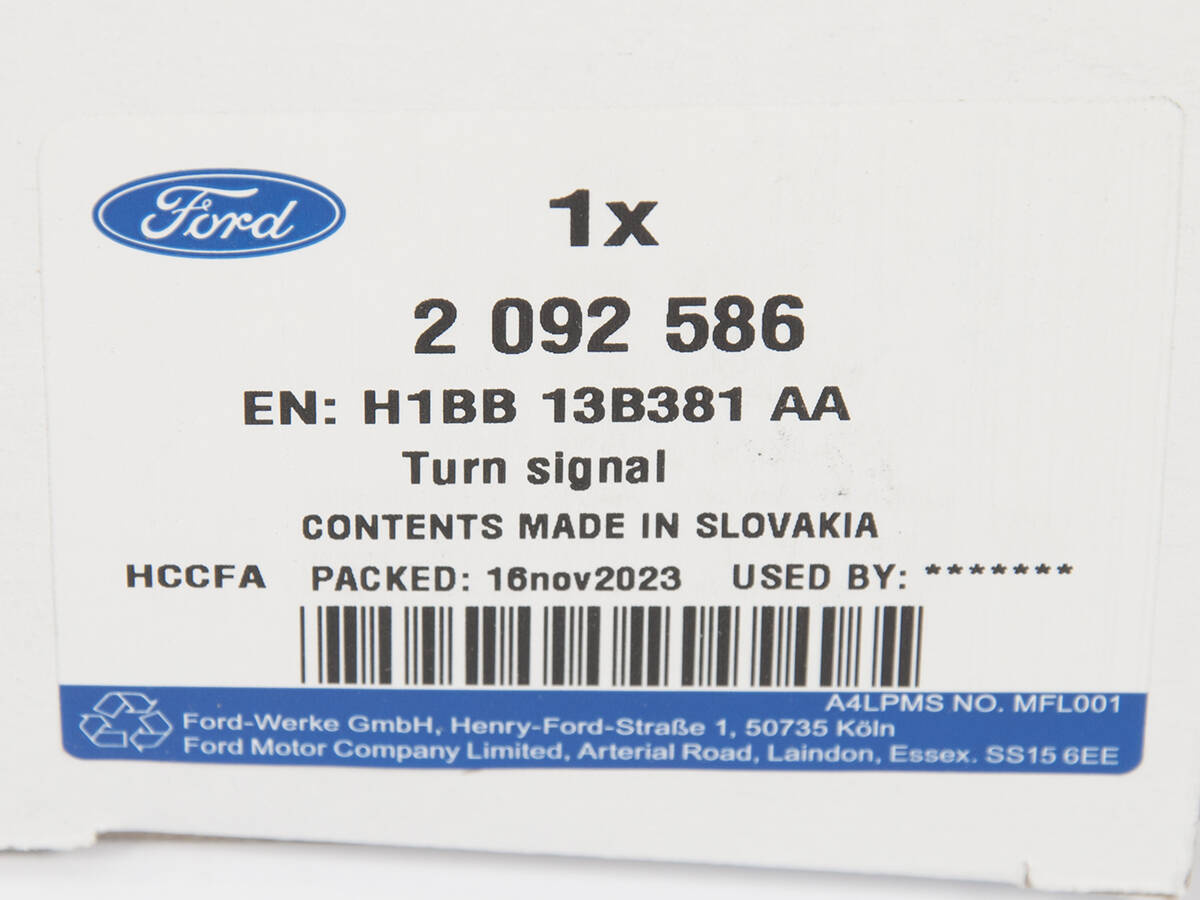 Ford
1x
2 092 586
EN: H1BB 13B381 AA
Turn signal
CONTENTS MADE IN SLOVAKIA
HCCFA PACKED: 16nov2023 USED BY: *******
A4LPMS NO. MFL001
Ford-Werke GmbH, Henry-Ford-Straße 1, 50735 Köln
Ford Motor Company Limited, Arterial Road, Laindon, Essex. SS15 6EE